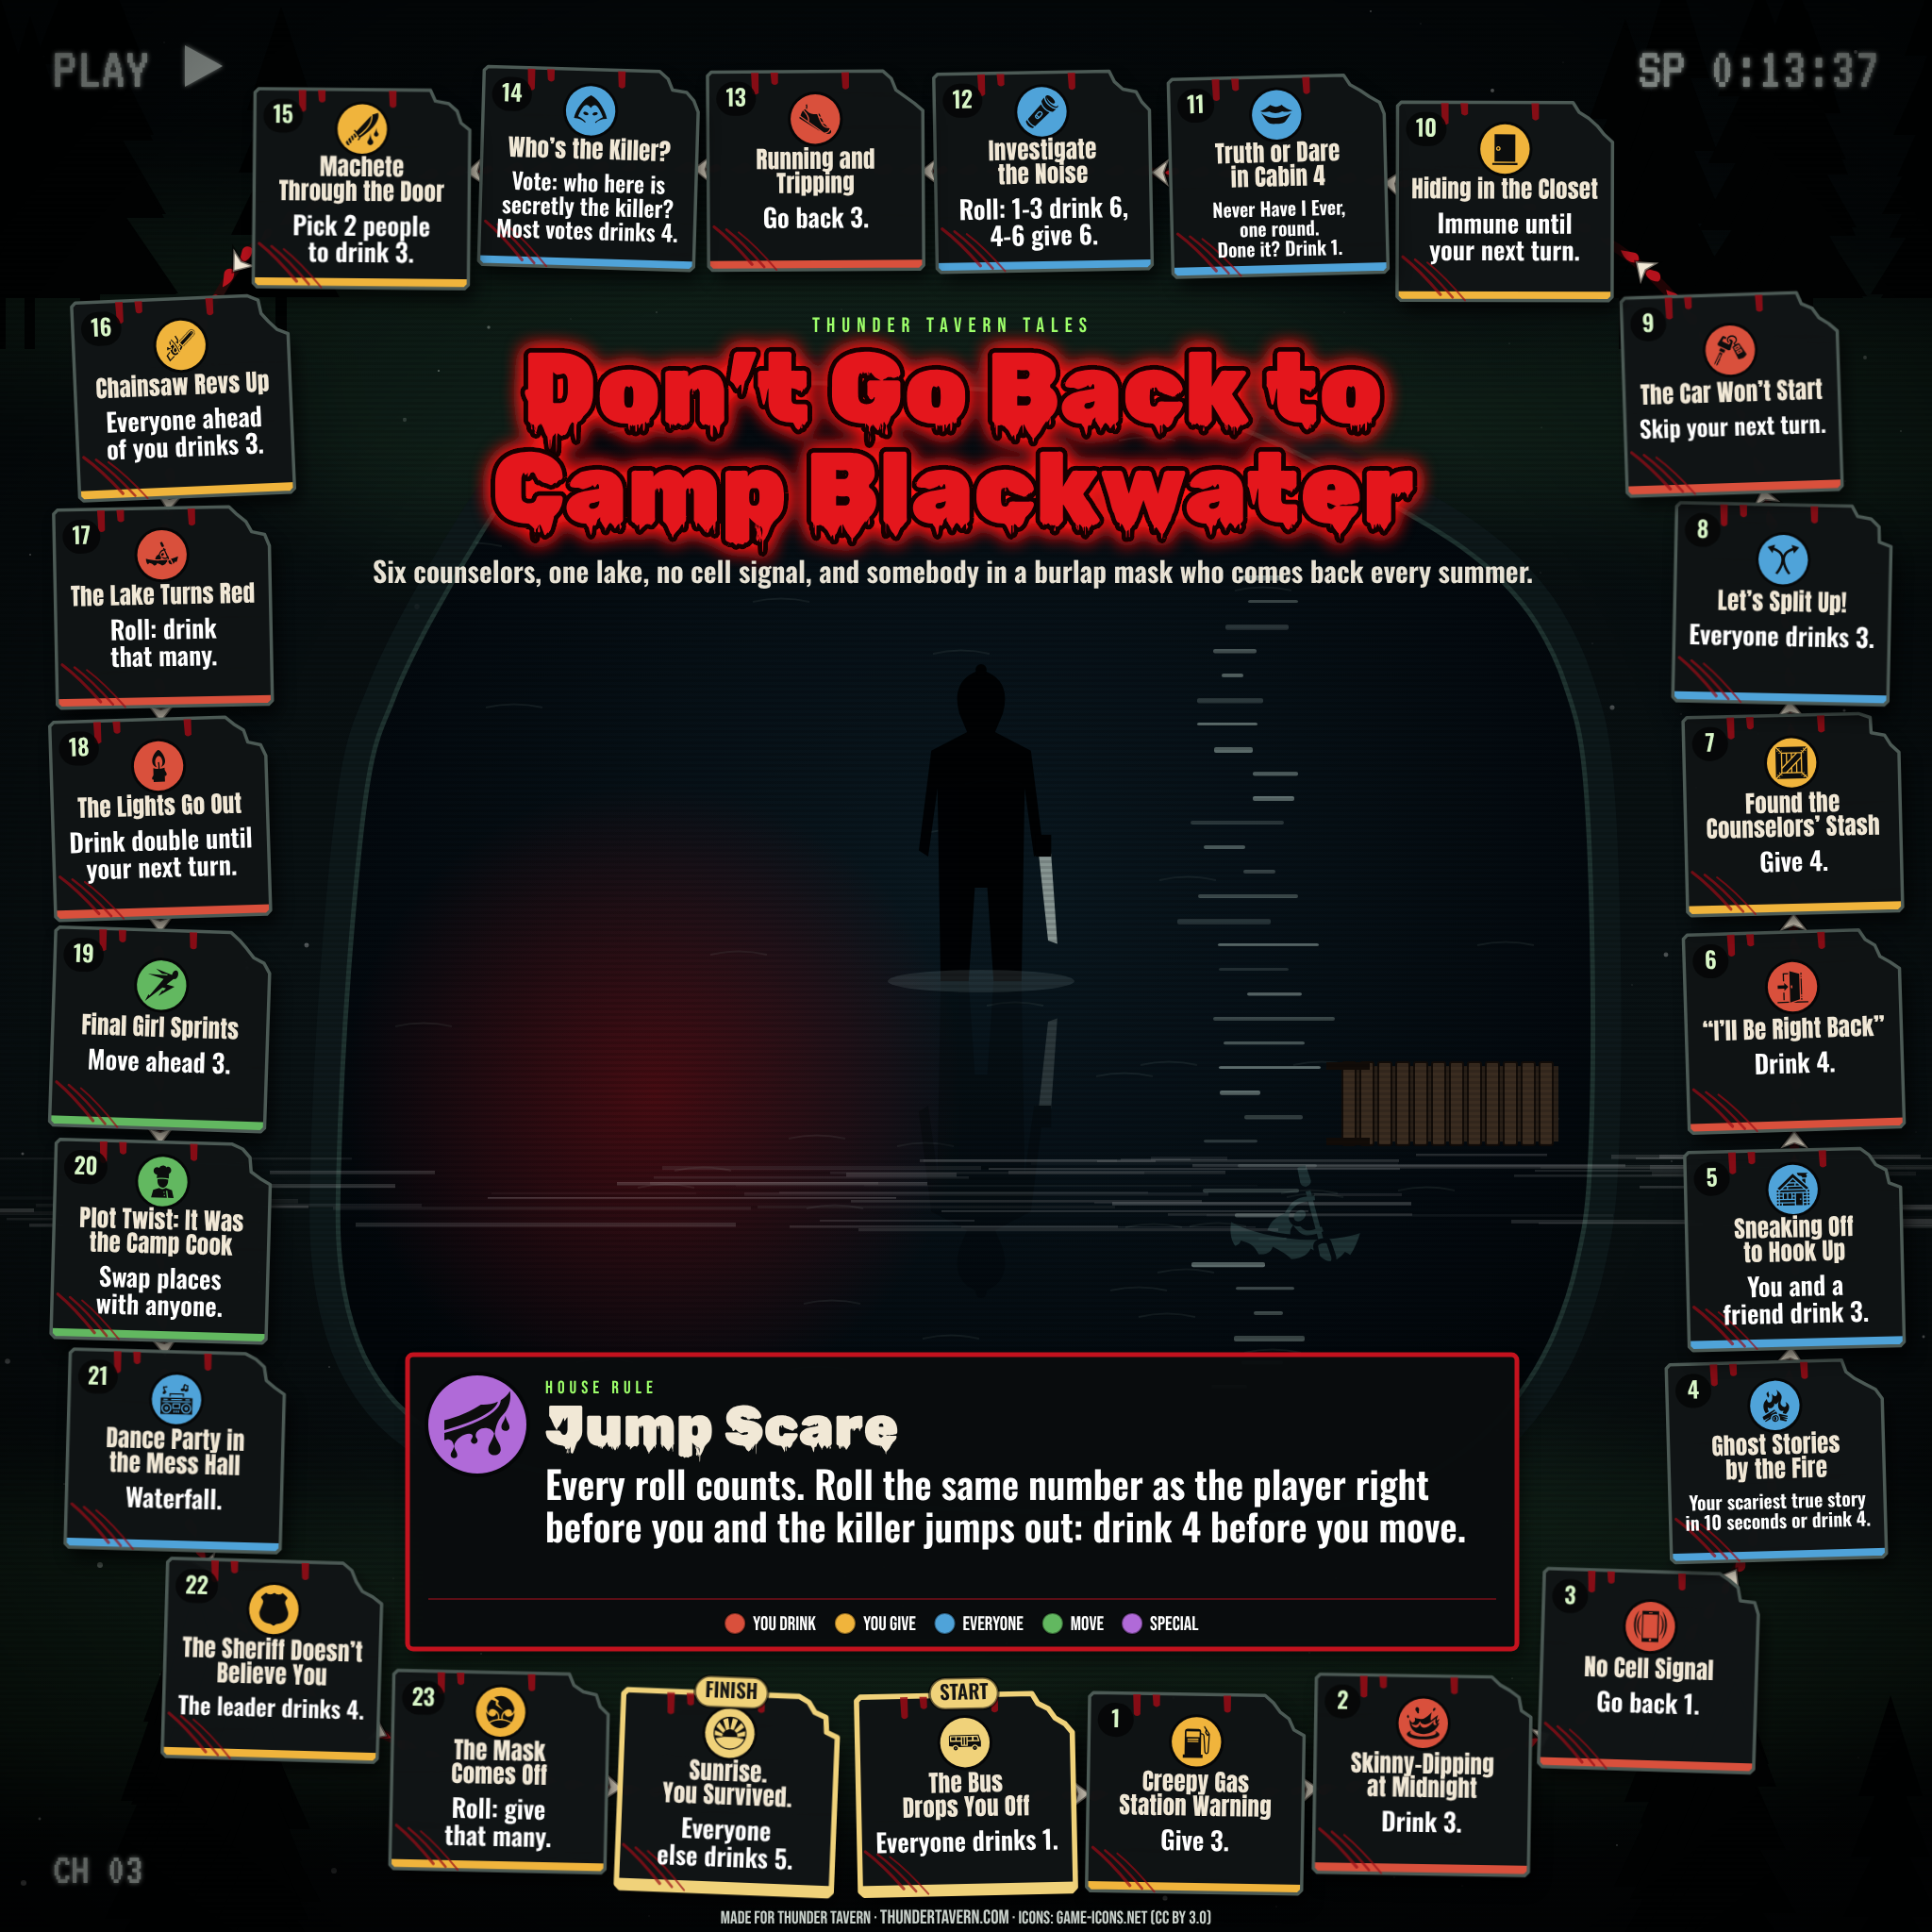 PLAY
SP 0:13:37
15
Machete
Through the Door
Pick 2 people
to drink 3.
14
Who's the Killer?
Vote: who here is
secretly the killer?
Most votes drinks 4.
13
Running and
Tripping
Go back 3.
12
Investigate
the Noise
Roll: 1-3 drink 6,
4-6 give 6.
11
Truth or Dare
in Cabin 4
Never Have I Ever,
one round.
Done it? Drink 1.
10
Hiding in the Closet
Immune until
your next turn.
16
Chainsaw Revs Up
Everyone ahead
of you drinks 3.
THUNDER TAVERN TALES
Don't Go Back to
Camp Blackwater
Six counselors, one lake, no cell signal, and somebody in a burlap mask who comes back every summer.
9
The Car Won't Start
Skip your next turn.
17
The Lake Turns Red
Roll: drink
that many.
8
Let's Split Up!
Everyone drinks 3.
18
The Lights Go Out
Drink double until
your next turn.
7
Found the
Counselors' Stash
Give 4.
19
Final Girl Sprints
Move ahead 3.
6
“I'll Be Right Back”
Drink 4.
20
Plot Twist: It Was
the Camp Cook
Swap places
with anyone.
5
Sneaking Off
to Hook Up
You and a
friend drink 3.
21
Dance Party in
the Mess Hall
Waterfall.
HOUSE RULE
Jump Scare
Every roll counts. Roll the same number as the player right
before you and the killer jumps out: drink 4 before you move.
YOU DRINK
YOU GIVE
EVERYONE
MOVE
SPECIAL
4
Ghost Stories
by the Fire
Your scariest true story
in 10 seconds or drink 4.
22
The Sheriff Doesn't
Believe You
The leader drinks 4.
23
The Mask
Comes Off
Roll: give
that many.
FINISH
Sunrise.
You Survived.
Everyone
else drinks 5.
START
The Bus
Drops You Off
Everyone drinks 1.
1
Creepy Gas
Station Warning
Give 3.
2
Skinny-Dipping
at Midnight
Drink 3.
3
No Cell Signal
Go back 1.
CH 03
MADE FOR THUNDER TAVERN · THUNDERTAVERN.COM · ICONS: GAME-ICONS.NET (CC BY 3.0)